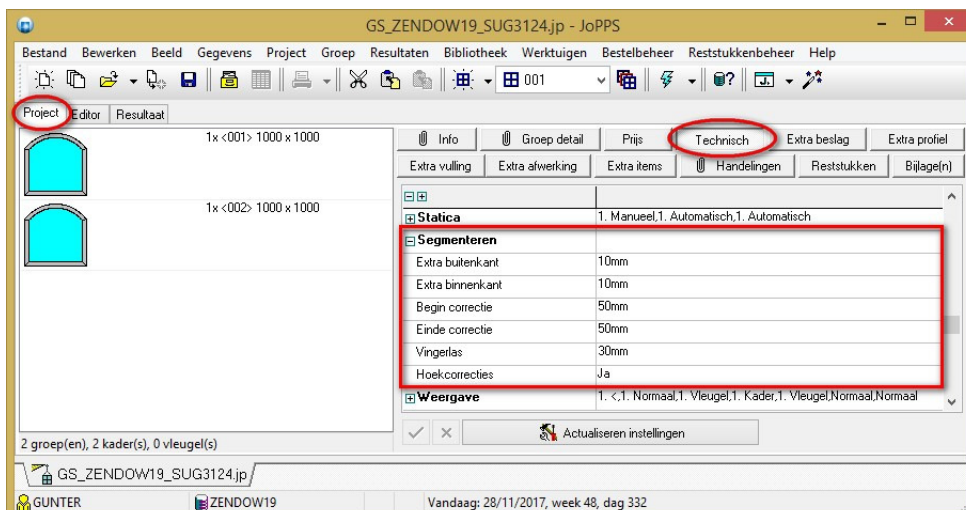 GS_ZENDOW19_SUG3124.jp - JoPPS
Bestand Bewerken Beeld Gegevens Project Groep Resultaten Bibliotheek Werktuigen Bestelbeheer Reststukkenbeheer Help
001
Project Editor Resultaat
1x <001> 1000 x 1000
1x <002> 1000 x 1000
Info Groep detail Prijs Technisch Extra beslag Extra profiel
Extra vulling Extra afwerking Extra items Handelingen Reststukken Bijlage(n)
Statica 1. Manueel,1. Automatisch,1. Automatisch
Segmenteren
Extra buitenkant 10mm
Extra binnenkant 10mm
Begin correctie 50mm
Einde correctie 50mm
Vingerlas 30mm
Hoekcorrecties Ja
Weergave 1. <,1. Normaal,1. Vleugel,1. Kader,1. Vleugel,Normaal,Normaal
Actualiseren instellingen
2 groep(en), 2 kader(s), 0 vleugel(s)
GS_ZENDOW19_SUG3124.jp
GUNTER ZENDOW19 Vandaag: 28/11/2017, week 48, dag 332